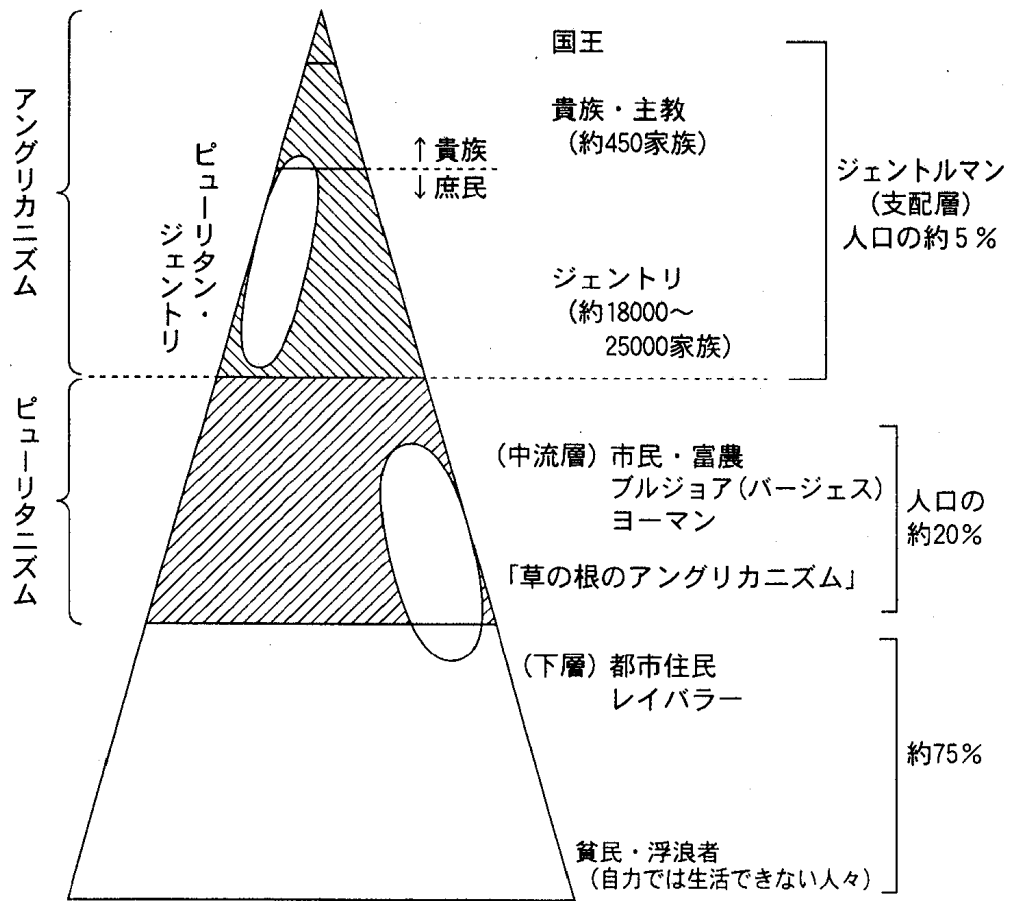 アングリカニズム
ピューリタニズム
ピューリタン・
ジェントリ
↑貴族
↓庶民
国王
貴族・主教
(約450家族)
ジェントリ
(約18000〜
25000家族)
ジェントルマン
(支配層)
人口の約5%
(中流層)市民・富農
ブルジョア(バージェス)
ヨーマン
「草の根のアングリカニズム」
人口の
約20%
(下層)都市住民
レイバラー
約75%
貧民・浮浪者
(自力では生活できない人々)